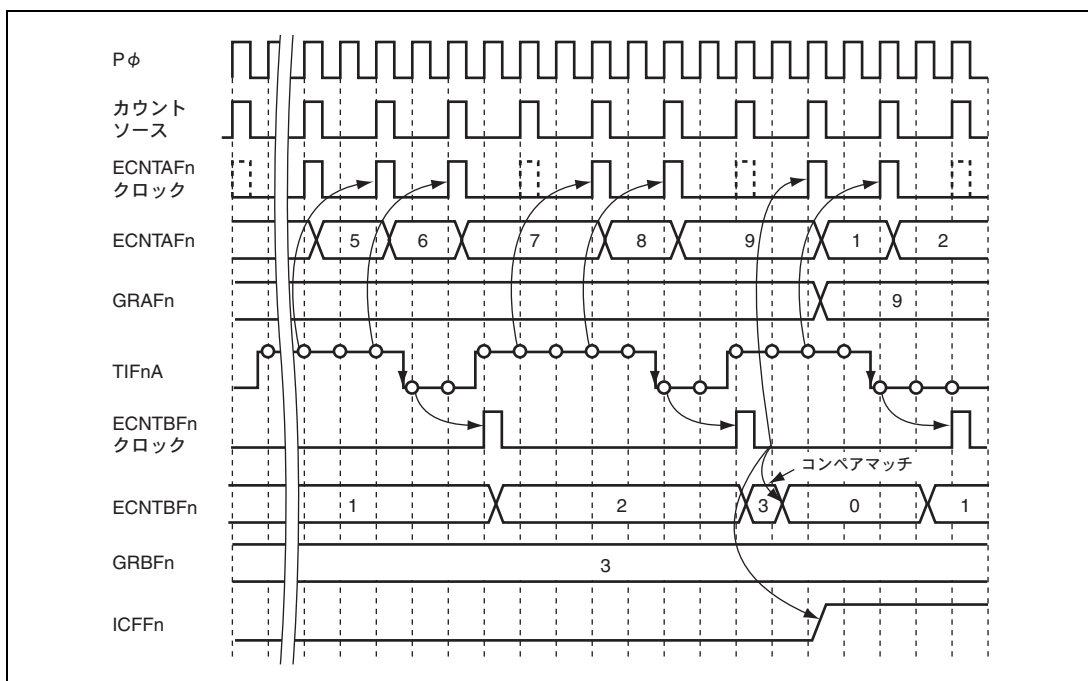 Pφ
カウント
ソース
ECNTAFn
クロック
ECNTAFn
5 6 7 8 9 1 2
GRAFn
9
TIFnA
ECNTBFn
クロック
コンペアマッチ
ECNTBFn
1 2 3 0 1
GRBFn
3
ICFFn